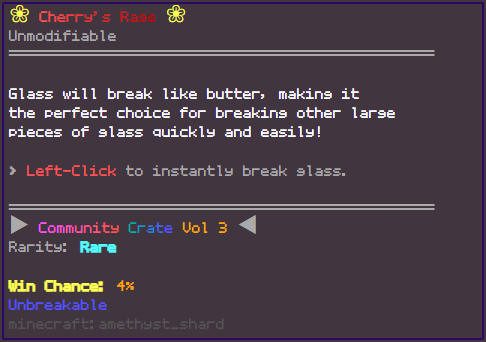 ❀ Cherry's Rage ❀
Unmodifiable
Glass will break like butter, making it
the perfect choice for breaking other large
pieces of glass quickly and easily!
> Left-Click to instantly break glass.
▶ Community Crate Vol 3 ◀
Rarity: Rare
Win Chance: 4%
Unbreakable
minecraft:amethyst_shard